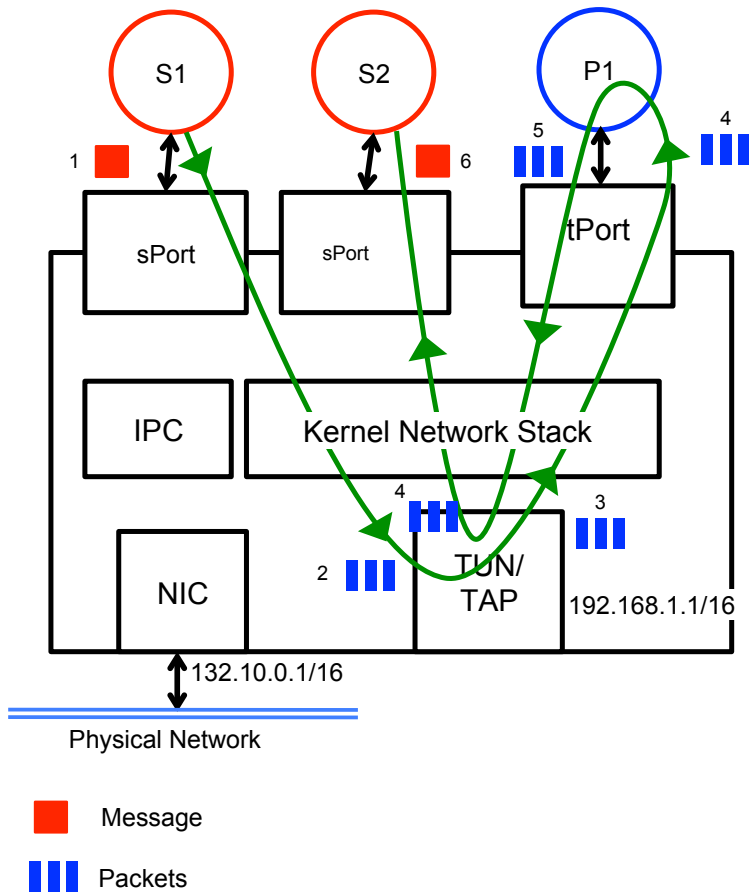 S1
S2
P1
4
5
1
6
sPort
sPort
tPort
IPC
Kernel Network Stack
4
3
2
NIC
TUN/
TAP
192.168.1.1/16
132.10.0.1/16
Physical Network
Message
Packets